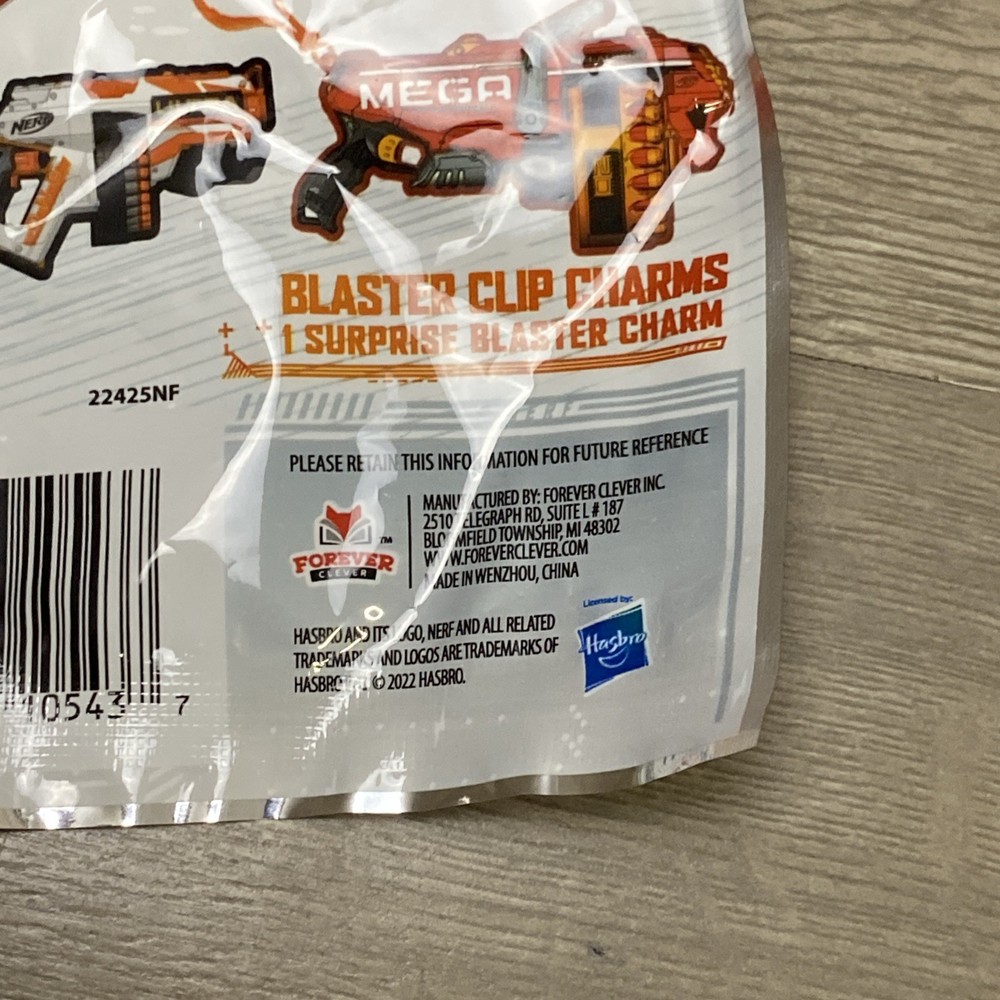 NERF
MEGA
BLASTER CLIP CHARMS
+ 1 SURPRISE BLASTER CHARM
22425NF
NERF
PLEASE RETAIN THIS INFORMATION FOR FUTURE REFERENCE
FOREVER
CLEVER
TM
MANUFACTURED BY: FOREVER CLEVER INC.
2510 TELEGRAPH RD, SUITE L # 187
BLOOMFIELD TOWNSHIP, MI 48302
WWW.FOREVERCLEVER.COM
MADE IN WENZHOU, CHINA
HASBRO AND ITS LOGO, NERF AND ALL RELATED
TRADEMARKS AND LOGOS ARE TRADEMARKS OF
HASBRO © 2022 HASBRO.
Licensed by:
Hasbro
10543 7